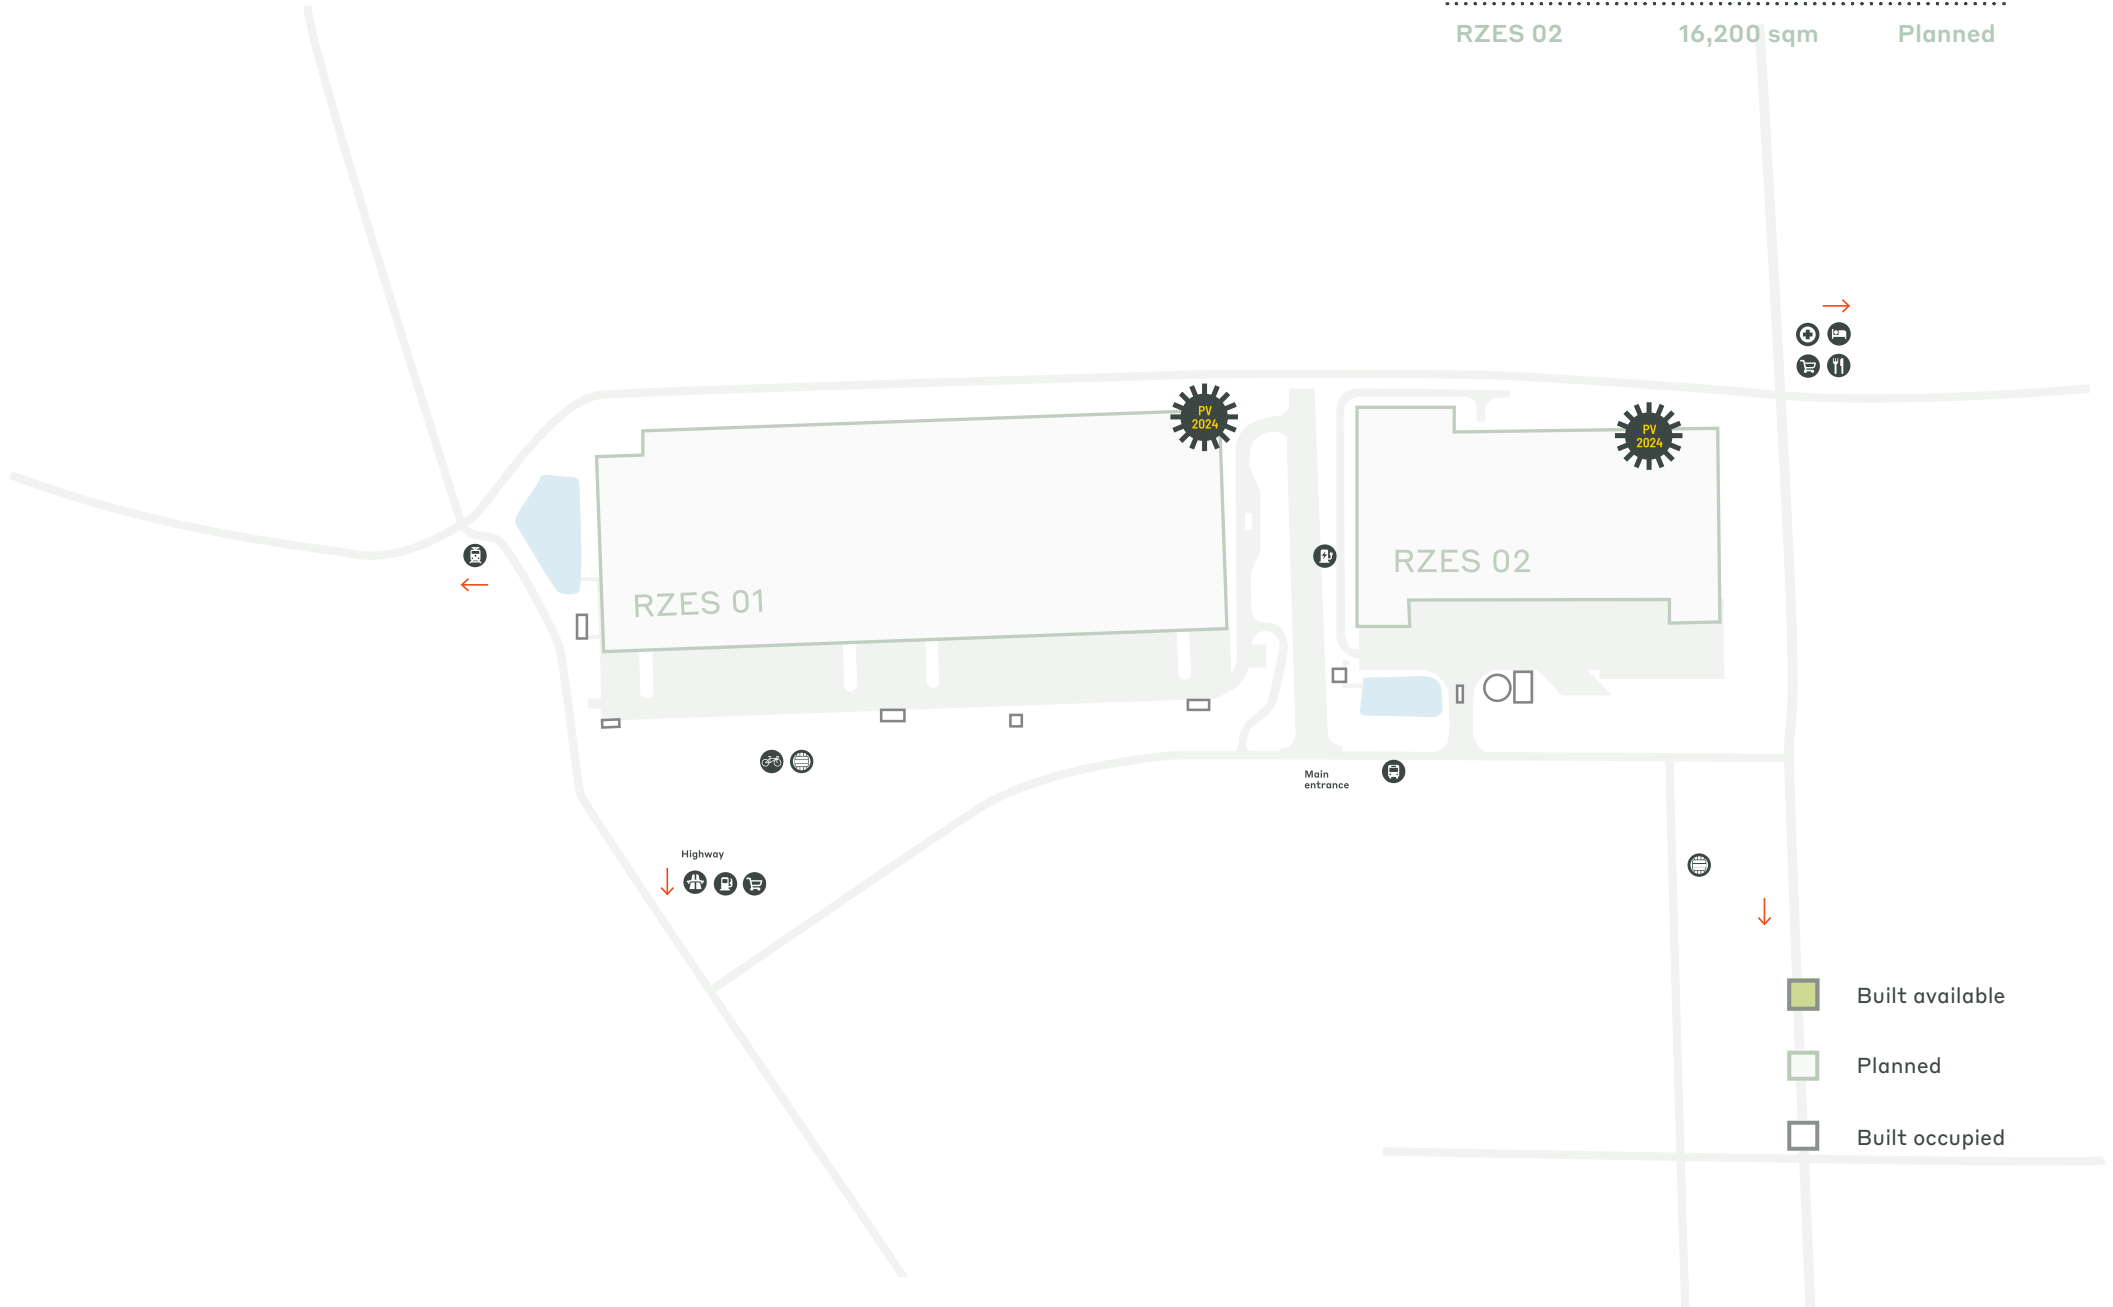 RZES 02 16,200 sqm Planned
PV
2024
PV
2024
RZES 02
RZES 01
Main
entrance
Highway
Built available
Planned
Built occupied